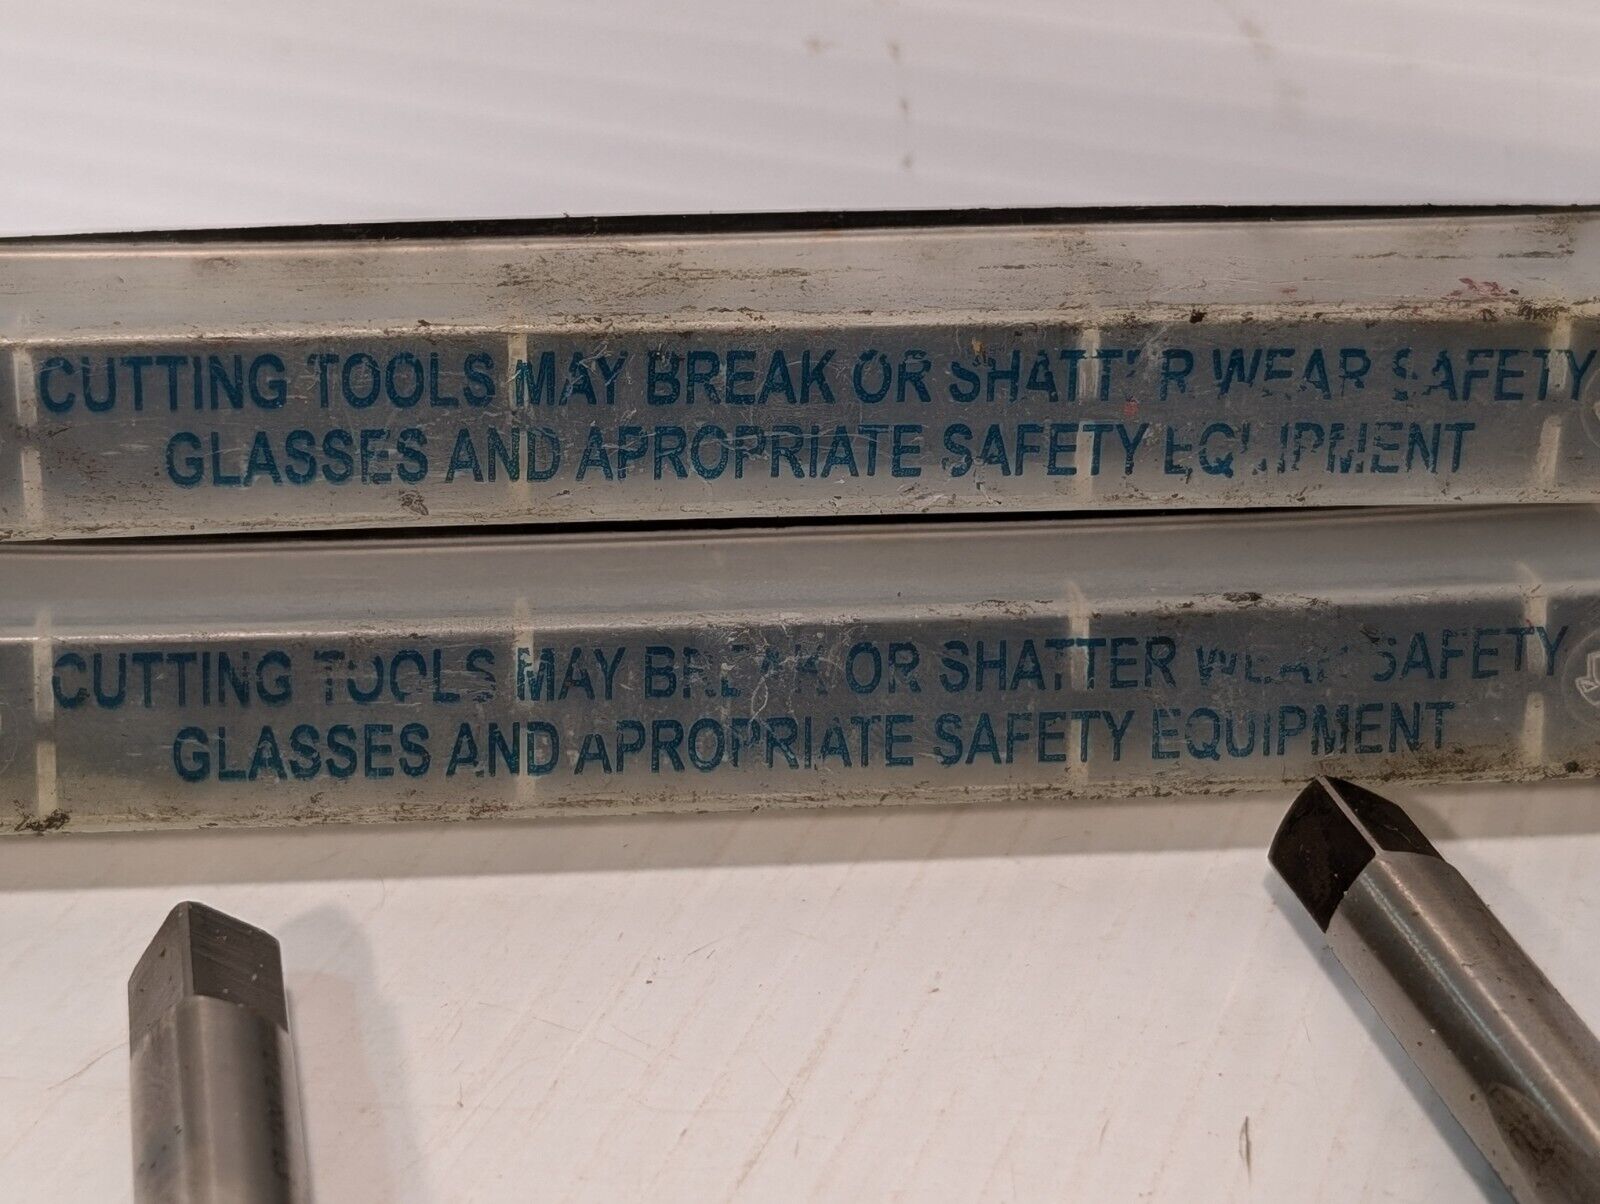 CUTTING TOOLS MAY BREAK OR SHATTER WEAR SAFETY
GLASSES AND APROPRIATE SAFETY EQUIPMENT
CUTTING TOOLS MAY BREAK OR SHATTER WEAR SAFETY
GLASSES AND APROPRIATE SAFETY EQUIPMENT